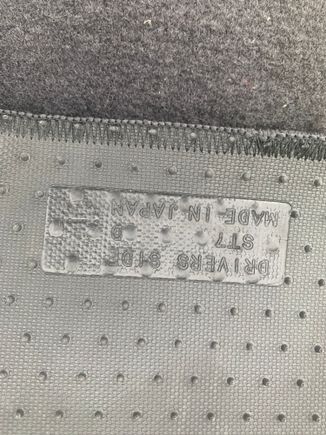 DRIVERS SIDE
ST7 B
MADE IN JAPAN